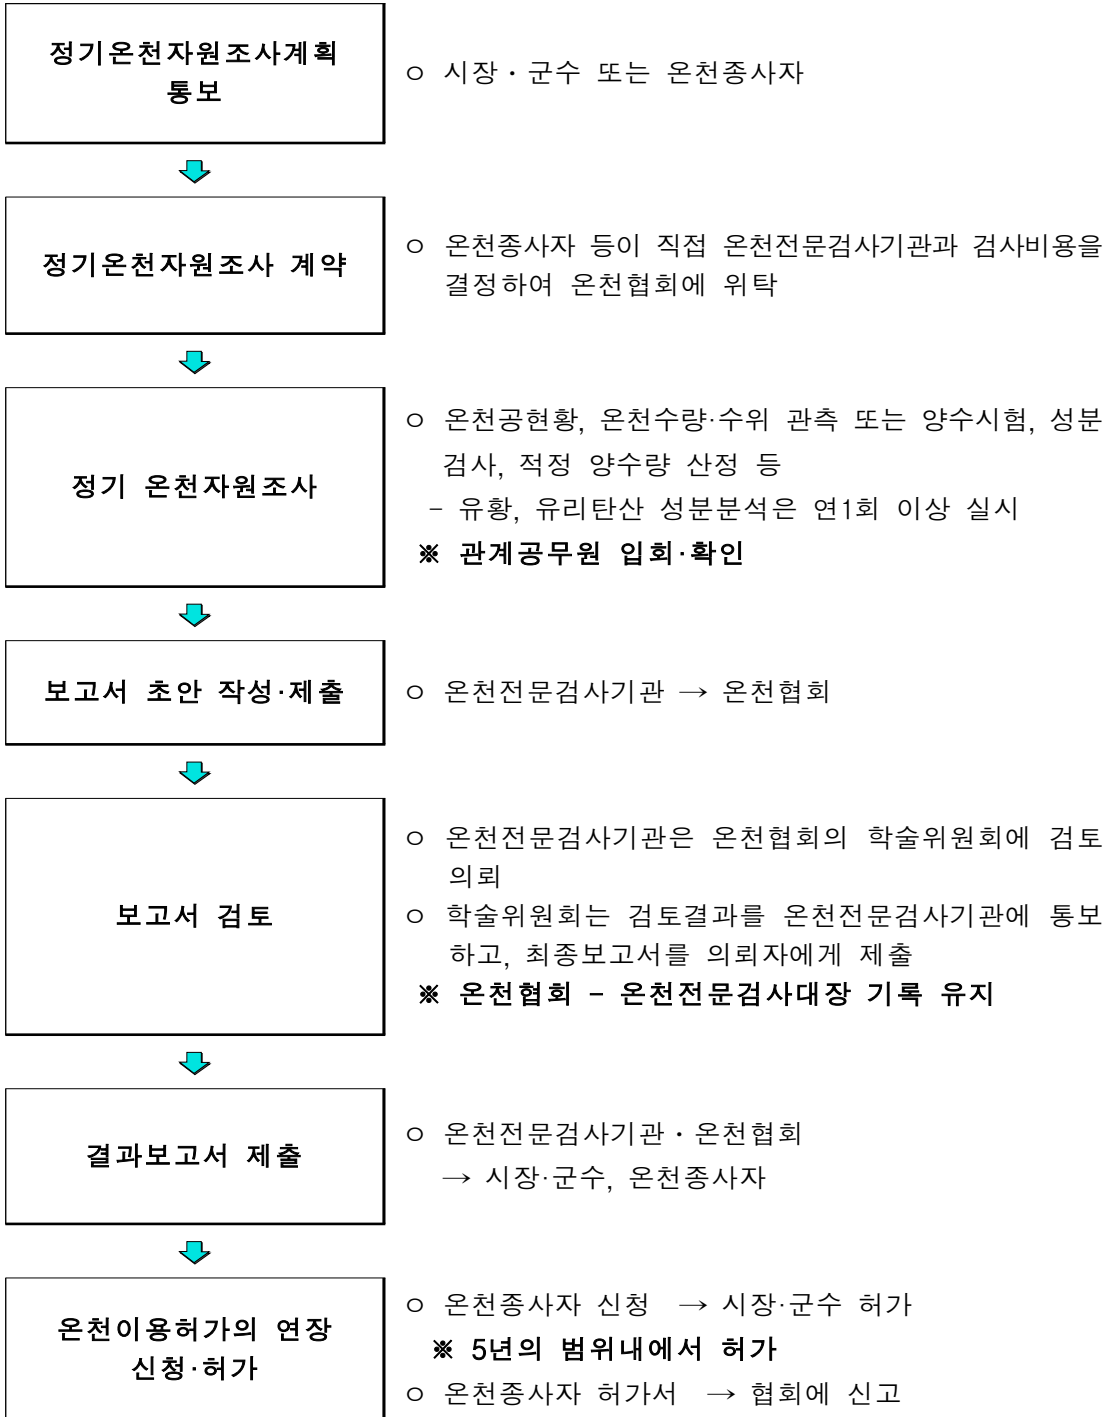 정기온천자원조사계획
통보
ㅇ 시장・군수 또는 온천종사자
정기온천자원조사 계약
ㅇ 온천종사자 등이 직접 온천전문검사기관과 검사비용을
결정하여 온천협회에 위탁
정기 온천자원조사
ㅇ 온천공현황, 온천수량·수위 관측 또는 양수시험, 성분
검사, 적정 양수량 산정 등
- 유황, 유리탄산 성분분석은 연1회 이상 실시
※ 관계공무원 입회·확인
보고서 초안 작성·제출
ㅇ 온천전문검사기관 → 온천협회
보고서 검토
ㅇ 온천전문검사기관은 온천협회의 학술위원회에 검토
의뢰
ㅇ 학술위원회는 검토결과를 온천전문검사기관에 통보
하고, 최종보고서를 의뢰자에게 제출
※ 온천협회 - 온천전문검사대장 기록 유지
결과보고서 제출
ㅇ 온천전문검사기관・온천협회
→ 시장·군수, 온천종사자
온천이용허가의 연장
신청·허가
ㅇ 온천종사자 신청 → 시장·군수 허가
※ 5년의 범위내에서 허가
ㅇ 온천종사자 허가서 → 협회에 신고